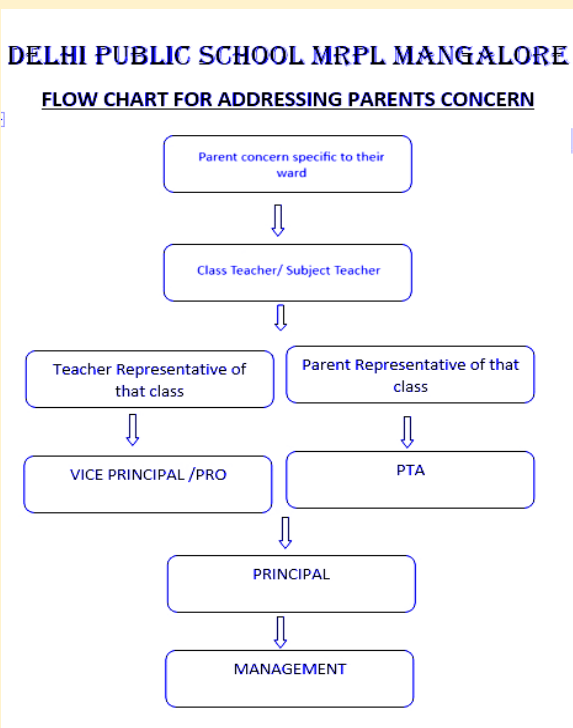 DELHI PUBLIC SCHOOL MRPL MANGALORE
FLOW CHART FOR ADDRESSING PARENTS CONCERN
Parent concern specific to their
ward
Class Teacher/ Subject Teacher
Teacher Representative of
that class
Parent Representative of that
class
VICE PRINCIPAL /PRO
PTA
PRINCIPAL
MANAGEMENT